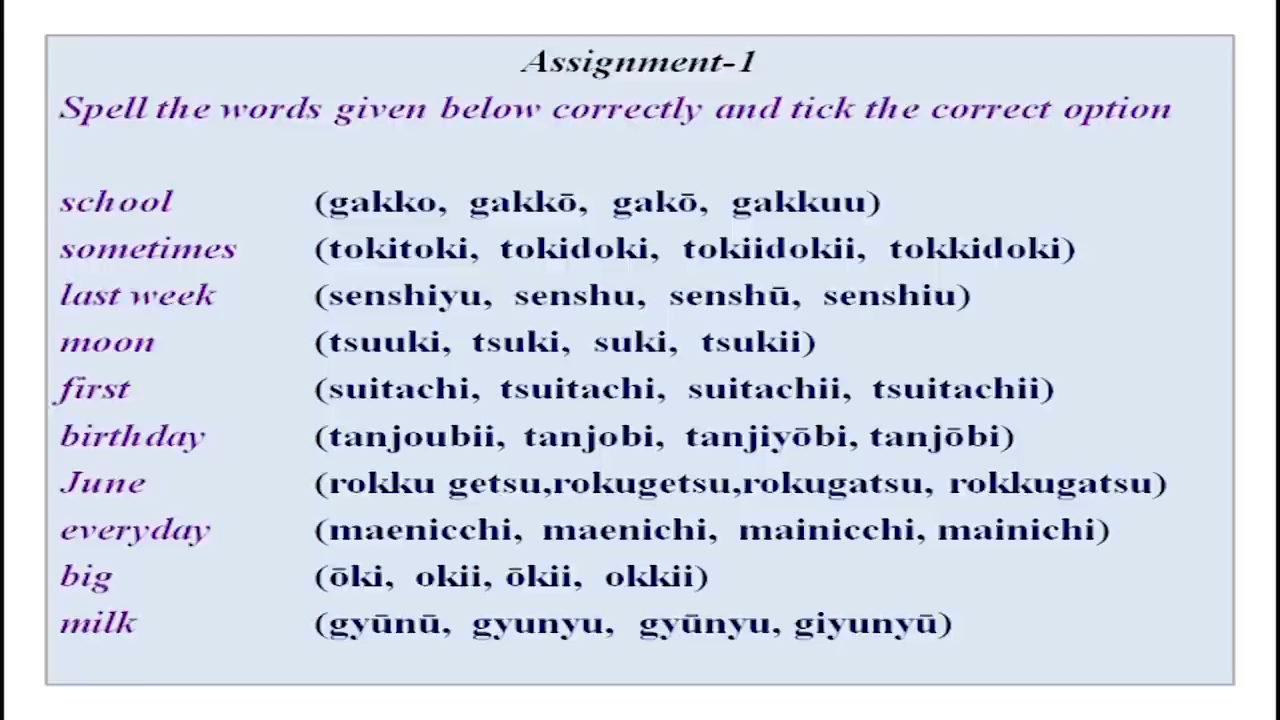 Assignment-1
Spell the words given below correctly and tick the correct option
school (gakko, gakkō, gakō, gakkuu)
sometimes (tokitoki, tokidoki, tokiidokii, tokkidoki)
last week (senshiyu, senshu, senshū, senshiu)
moon (tsuuki, tsuki, suki, tsukii)
first (suitachi, tsuitachi, suitachii, tsuitachii)
birthday (tanjoubii, tanjobi, tanjiyōbi, tanjōbi)
June (rokku getsu,rokugetsu,rokugatsu, rokkugatsu)
everyday (maenicchi, maenichi, mainicchi, mainichi)
big (ōki, okii, ōkii, okkii)
milk (gyūnū, gyunyu, gyūnyu, giyunyū)